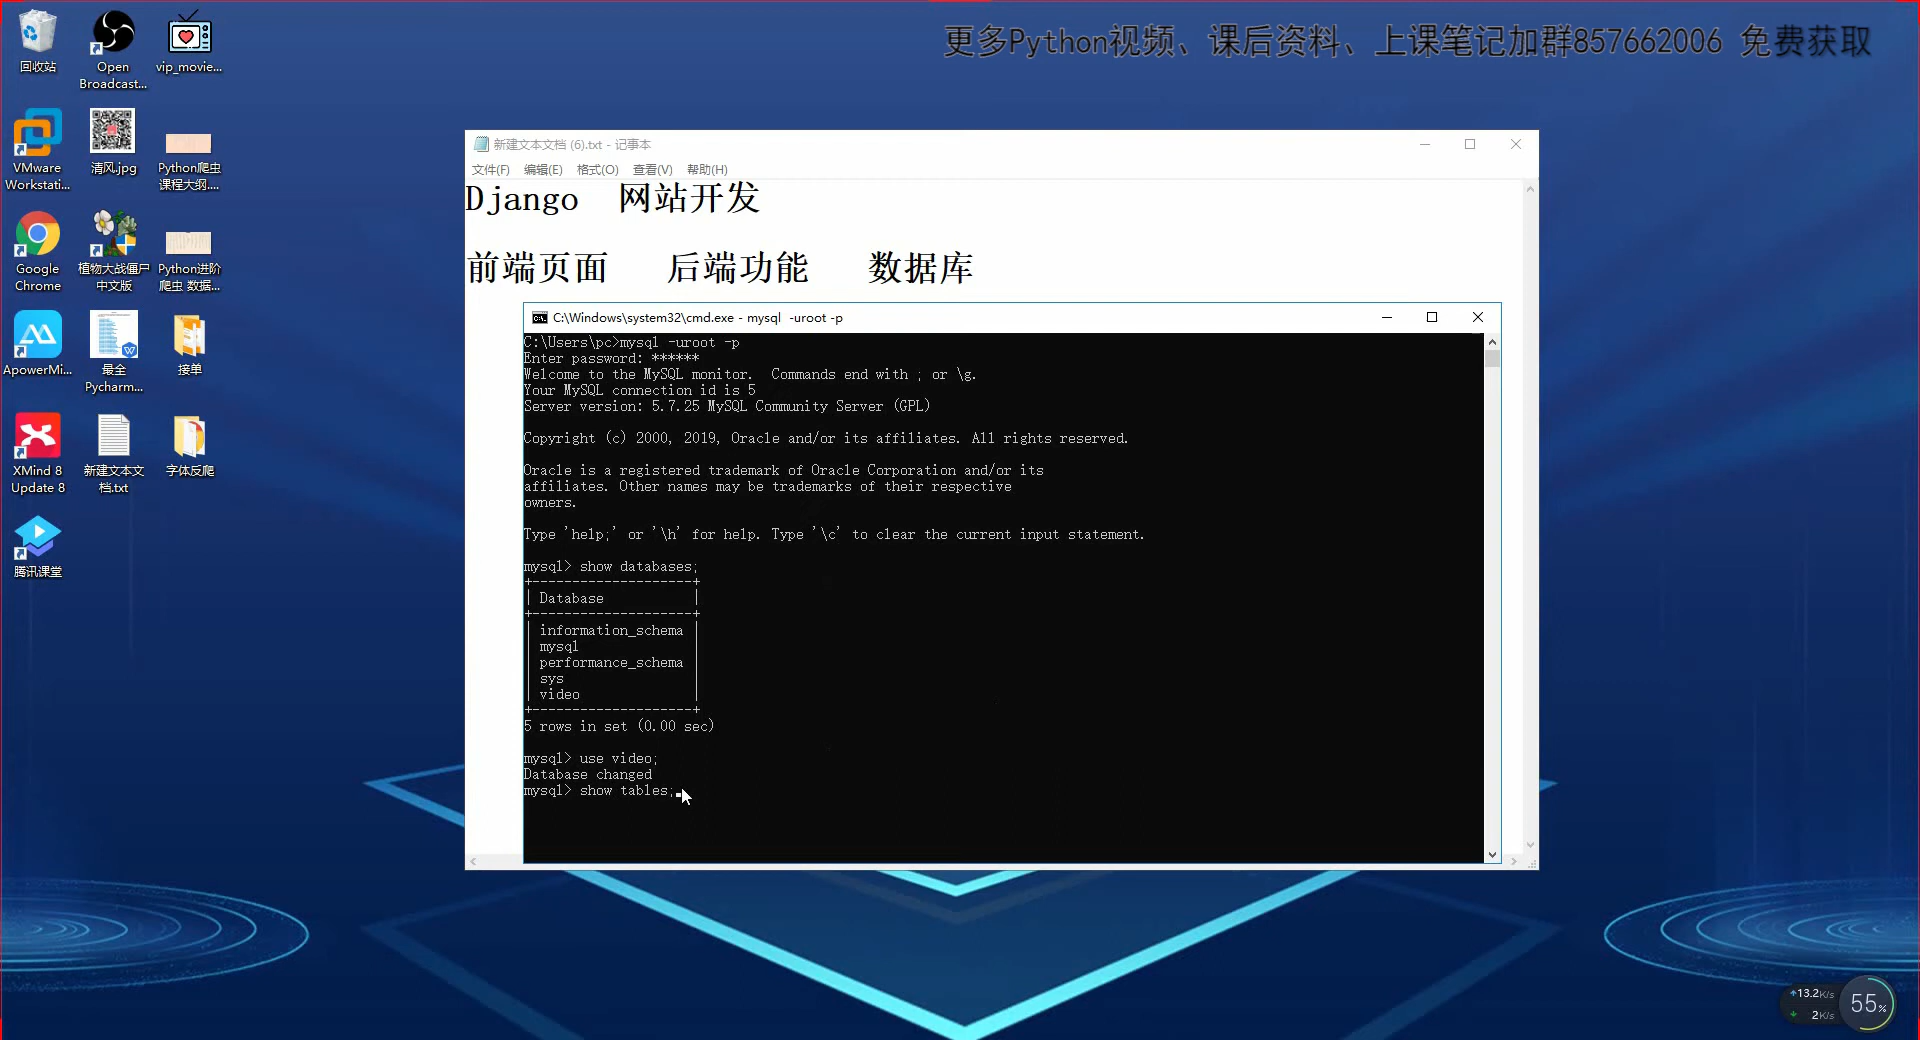 更多Python视频、课后资料、上课笔记加群857662006 免费获取
回收站
Open
Broadcast...
vip_movie...
VMware
Workstati...
清风.jpg
Python爬虫
课程大纲....
Google
Chrome
植物大战僵尸
中文版
Python进阶
爬虫 数据...
ApowerMi...
最全
Pycharm...
接单
XMind 8
Update 8
新建文本文
档.txt
字体反爬
腾讯课堂
新建文本文档 (6).txt - 记事本
文件(F) 编辑(E) 格式(O) 查看(V) 帮助(H)
Django 网站开发
前端页面 后端功能 数据库
C:\Windows\system32\cmd.exe - mysql -uroot -p
C:\Users\pc>mysql -uroot -p
Enter password: ******
Welcome to the MySQL monitor. Commands end with ; or \g.
Your MySQL connection id is 5
Server version: 5.7.25 MySQL Community Server (GPL)
Copyright (c) 2000, 2019, Oracle and/or its affiliates. All rights reserved.
Oracle is a registered trademark of Oracle Corporation and/or its
affiliates. Other names may be trademarks of their respective
owners.
Type 'help;' or '\h' for help. Type '\c' to clear the current input statement.
mysql> show databases;
+--------------------+
| Database           |
+--------------------+
| information_schema |
| mysql              |
| performance_schema |
| sys                |
| video              |
+--------------------+
5 rows in set (0.00 sec)
mysql> use video;
Database changed
mysql> show tables;
13.2K/s
2K/s
55%